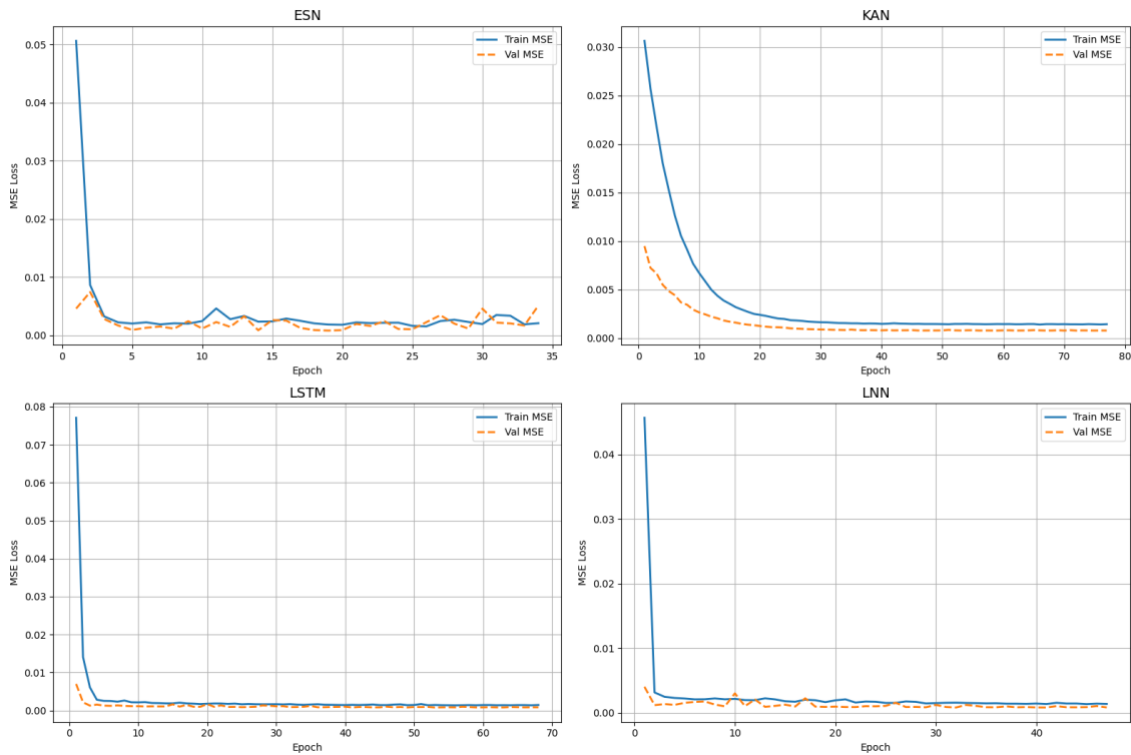 ESN
0.05
0.04
0.03
0.02
0.01
0.00
MSE Loss
Train MSE
Val MSE
0 5 10 15 20 25 30 35
Epoch
KAN
0.030
0.025
0.020
0.015
0.010
0.005
0.000
MSE Loss
Train MSE
Val MSE
0 10 20 30 40 50 60 70 80
Epoch
LSTM
0.08
0.07
0.06
0.05
0.04
0.03
0.02
0.01
0.00
MSE Loss
Train MSE
Val MSE
0 10 20 30 40 50 60 70
Epoch
LNN
0.04
0.03
0.02
0.01
0.00
MSE Loss
Train MSE
Val MSE
0 10 20 30 40
Epoch